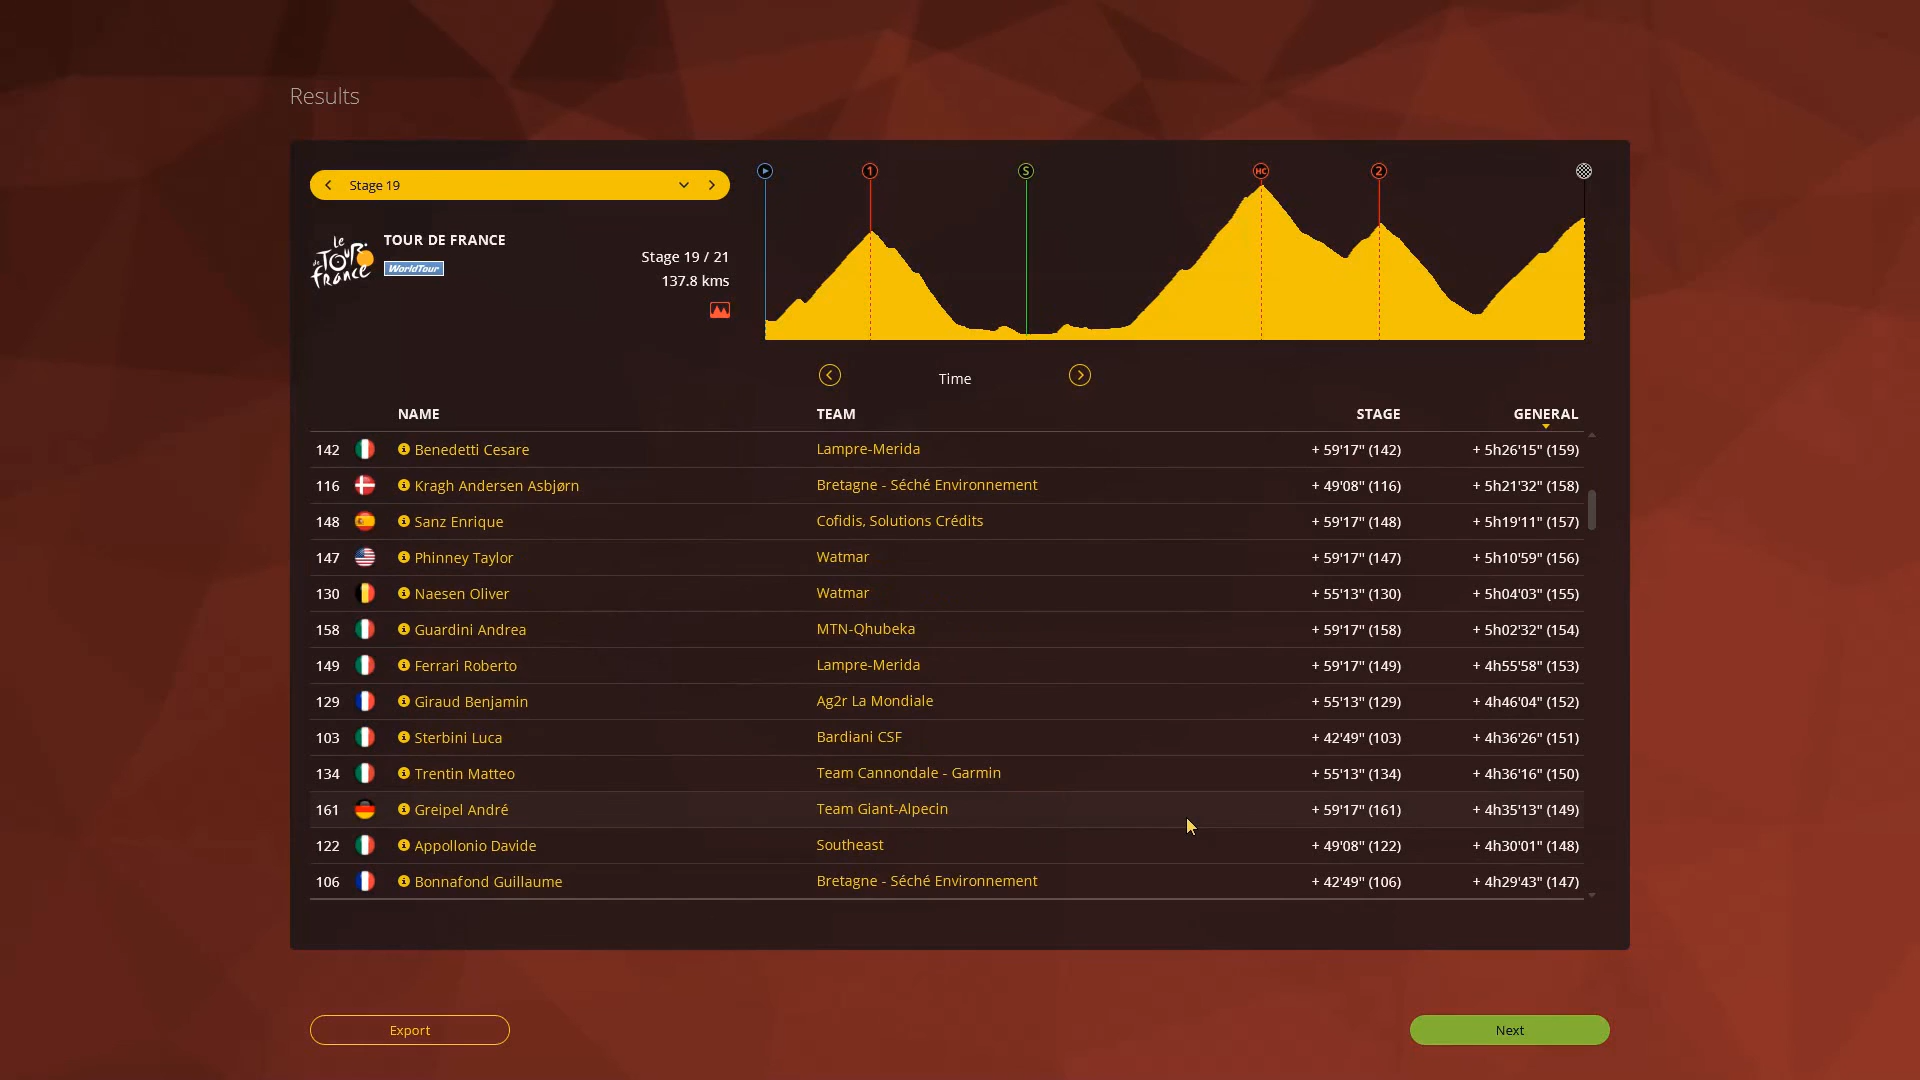 Results
1
S
HC
2
Stage 19
le TOUR de france
TOUR DE FRANCE
WorldTour
Stage 19 / 21
137.8 kms
Time
NAME TEAM STAGE GENERAL
142 Benedetti Cesare Lampre-Merida + 59'17" (142) + 5h26'15" (159)
116 Kragh Andersen Asbjørn Bretagne - Séché Environnement + 49'08" (116) + 5h21'32" (158)
148 Sanz Enrique Cofidis, Solutions Crédits + 59'17" (148) + 5h19'11" (157)
147 Phinney Taylor Watmar + 59'17" (147) + 5h10'59" (156)
130 Naesen Oliver Watmar + 55'13" (130) + 5h04'03" (155)
158 Guardini Andrea MTN-Qhubeka + 59'17" (158) + 5h02'32" (154)
149 Ferrari Roberto Lampre-Merida + 59'17" (149) + 4h55'58" (153)
129 Giraud Benjamin Ag2r La Mondiale + 55'13" (129) + 4h46'04" (152)
103 Sterbini Luca Bardiani CSF + 42'49" (103) + 4h36'26" (151)
134 Trentin Matteo Team Cannondale - Garmin + 55'13" (134) + 4h36'16" (150)
161 Greipel André Team Giant-Alpecin + 59'17" (161) + 4h35'13" (149)
122 Appollonio Davide Southeast + 49'08" (122) + 4h30'01" (148)
106 Bonnafond Guillaume Bretagne - Séché Environnement + 42'49" (106) + 4h29'43" (147)
Export
Next